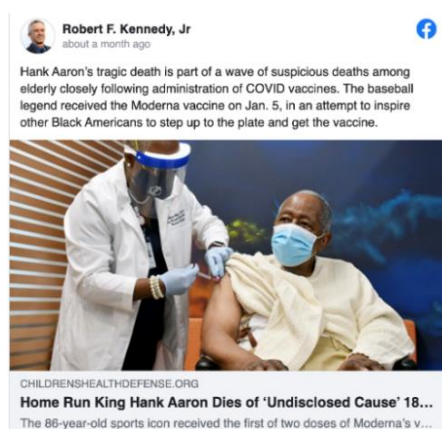 Robert F. Kennedy, Jr
about a month ago
Hank Aaron's tragic death is part of a wave of suspicious deaths among
elderly closely following administration of COVID vaccines. The baseball
legend received the Moderna vaccine on Jan. 5, in an attempt to inspire
other Black Americans to step up to the plate and get the vaccine.
CHILDRENSHEALTHDEFENSE.ORG
Home Run King Hank Aaron Dies of 'Undisclosed Cause' 18...
The 86-year-old sports icon received the first of two doses of Moderna's v...